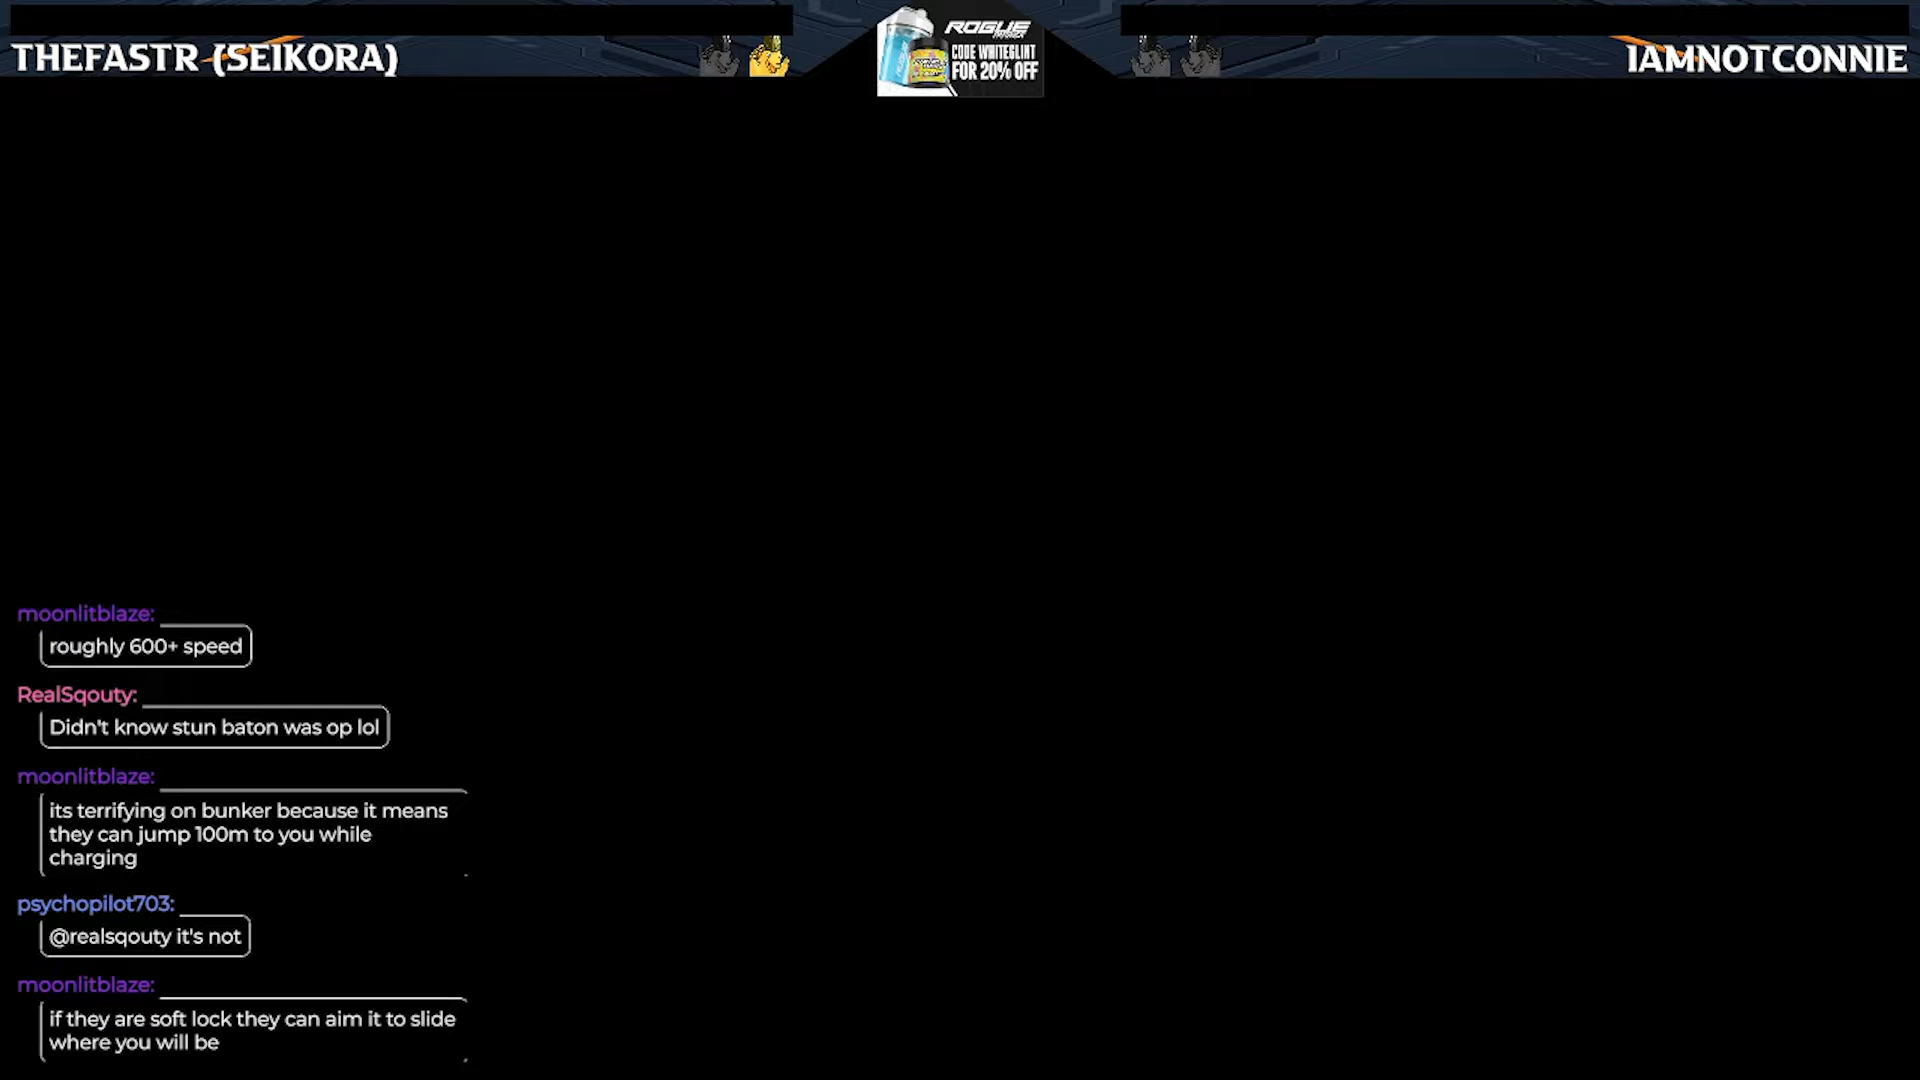 THEFASTR (SEIKORA)
ROGUE
CODE WHITEGLINT
FOR 20% OFF
IAMNOTCONNIE
moonlitblaze:
roughly 600+ speed
RealSqouty:
Didn't know stun baton was op lol
moonlitblaze:
its terrifying on bunker because it means
they can jump 100m to you while
charging
psychopilot703:
@realsqouty it's not
moonlitblaze:
if they are soft lock they can aim it to slide
where you will be